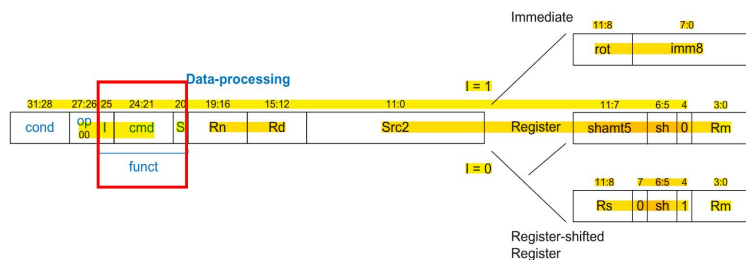 Immediate
11:8 7:0
rot imm8
Data-processing
I = 1
31:28 27:26 25 24:21 20 19:16 15:12 11:0 11:7 6:5 4 3:0
cond op 00 I cmd S Rn Rd Src2 Register shamt5 sh 0 Rm
funct
I = 0
11:8 7 6:5 4 3:0
Rs 0 sh 1 Rm
Register-shifted
Register